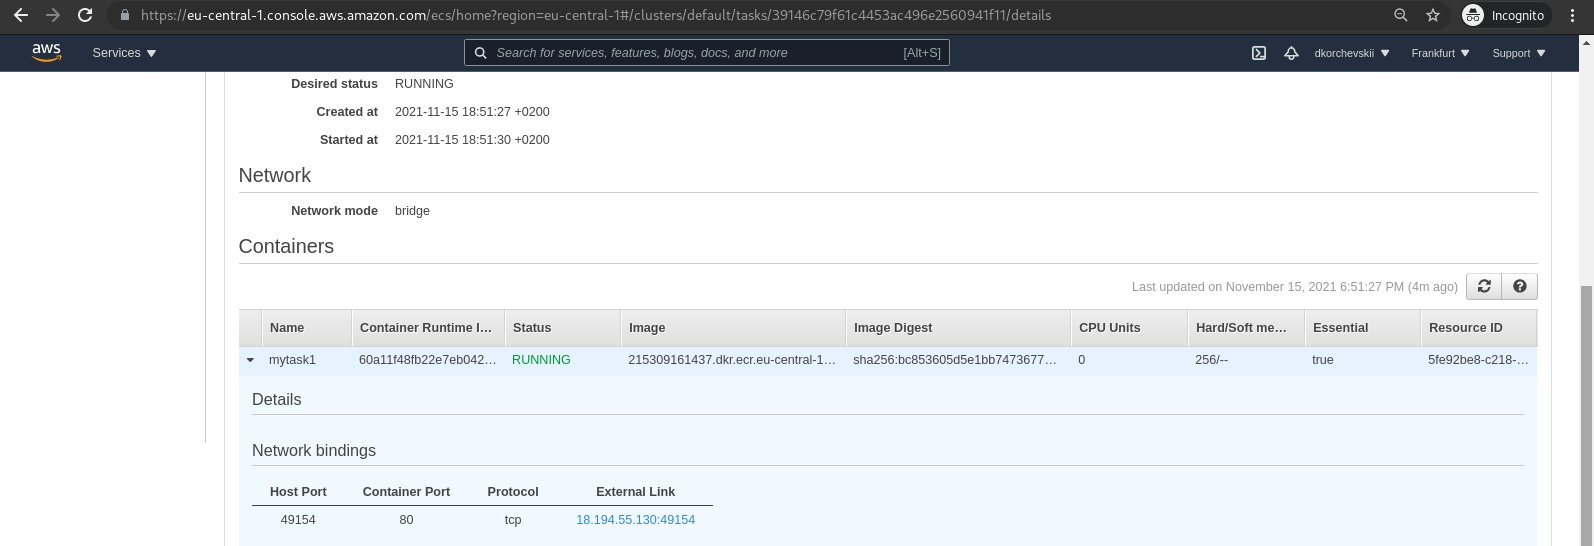 https://eu-central-1.console.aws.amazon.com/ecs/home?region=eu-central-1#/clusters/default/tasks/39146c79f61c4453ac496e2560941f11/details Incognito
aws Services Search for services, features, blogs, docs, and more [Alt+S] dkorchevskii Frankfurt Support
Desired status RUNNING
Created at 2021-11-15 18:51:27 +0200
Started at 2021-11-15 18:51:30 +0200
Network
Network mode bridge
Containers
Last updated on November 15, 2021 6:51:27 PM (4m ago)
Name Container Runtime I... Status Image Image Digest CPU Units Hard/Soft me... Essential Resource ID
mytask1 60a11f48fb22e7eb042... RUNNING 215309161437.dkr.ecr.eu-central-1... sha256:bc853605d5e1bb7473677... 0 256/-- true 5fe92be8-c218-...
Details
Network bindings
Host Port Container Port Protocol External Link
49154 80 tcp 18.194.55.130:49154